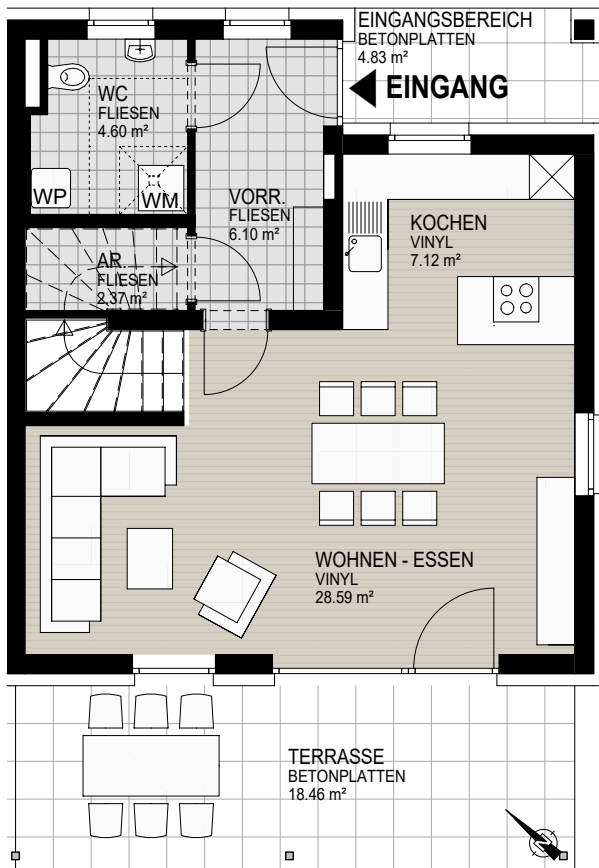 EINGANGSBEREICH
BETONPLATTEN
4.83 m²
EINGANG
WC
FLIESEN
4.60 m²
WP
WM
VORR.
FLIESEN
6.10 m²
KOCHEN
VINYL
7.12 m²
AR.
FLIESEN
2.37 m²
WOHNEN - ESSEN
VINYL
28.59 m²
TERRASSE
BETONPLATTEN
18.46 m²
N